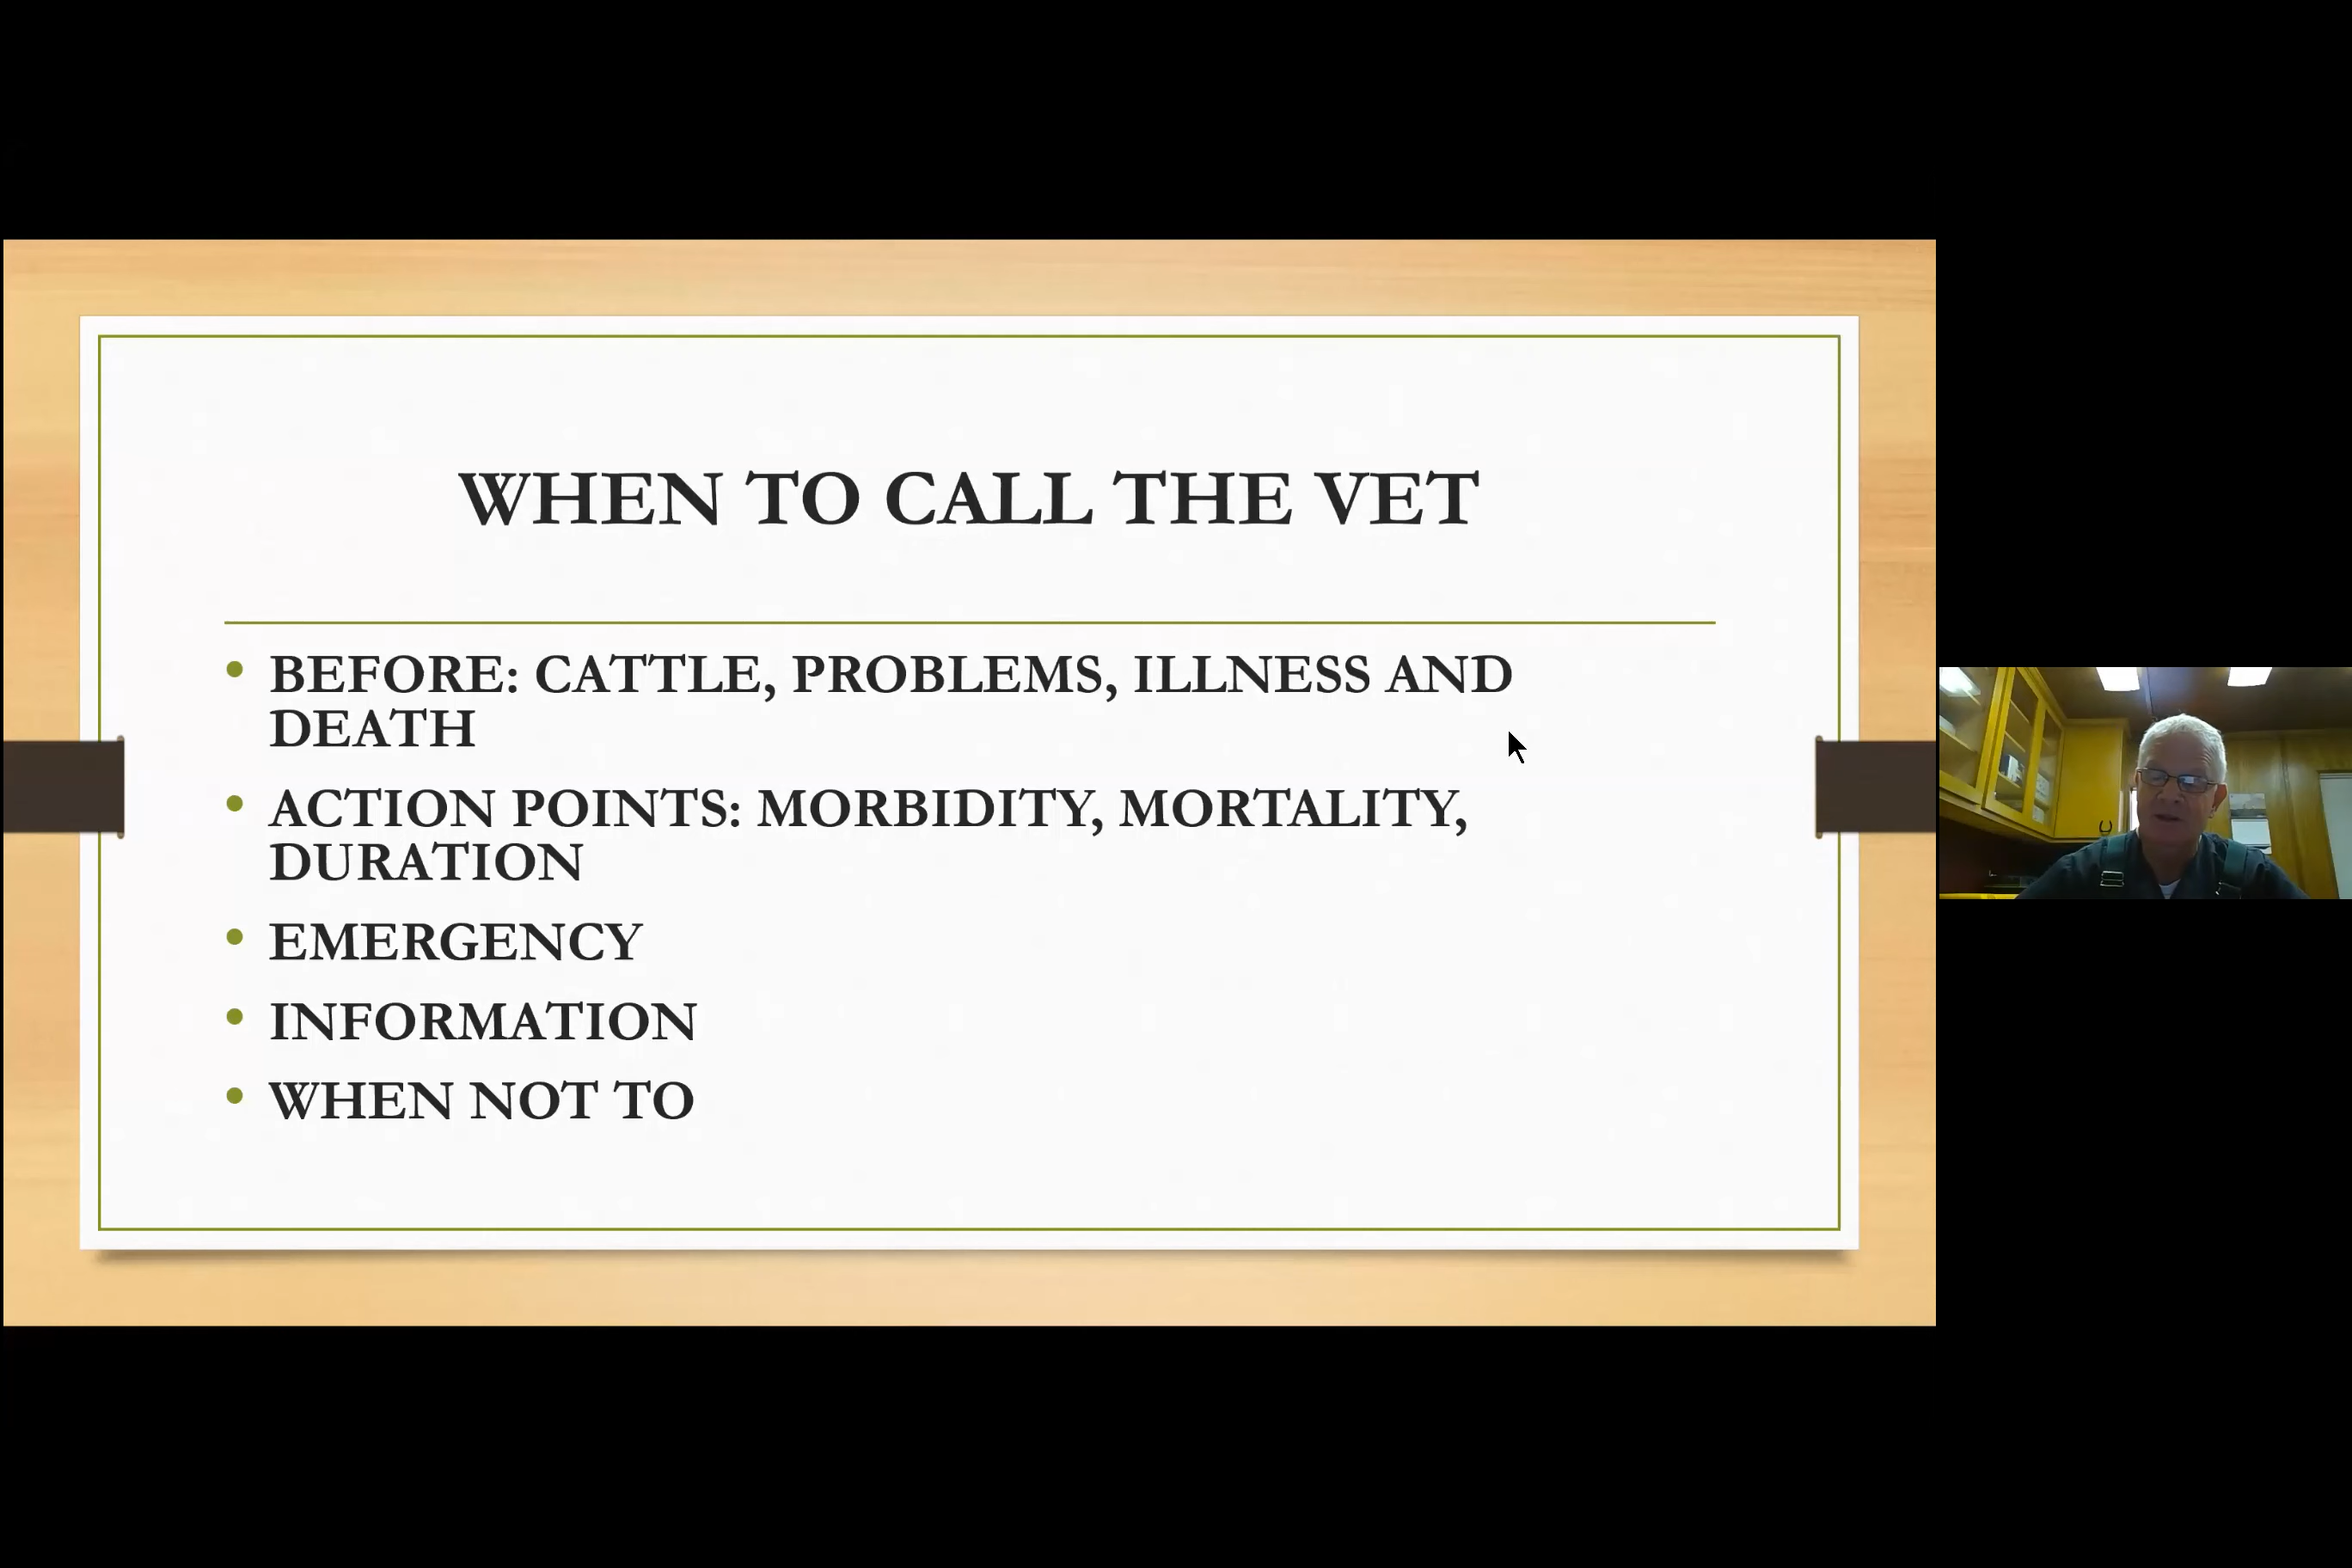 WHEN TO CALL THE VET
• BEFORE: CATTLE, PROBLEMS, ILLNESS AND
DEATH
• ACTION POINTS: MORBIDITY, MORTALITY,
DURATION
• EMERGENCY
• INFORMATION
• WHEN NOT TO